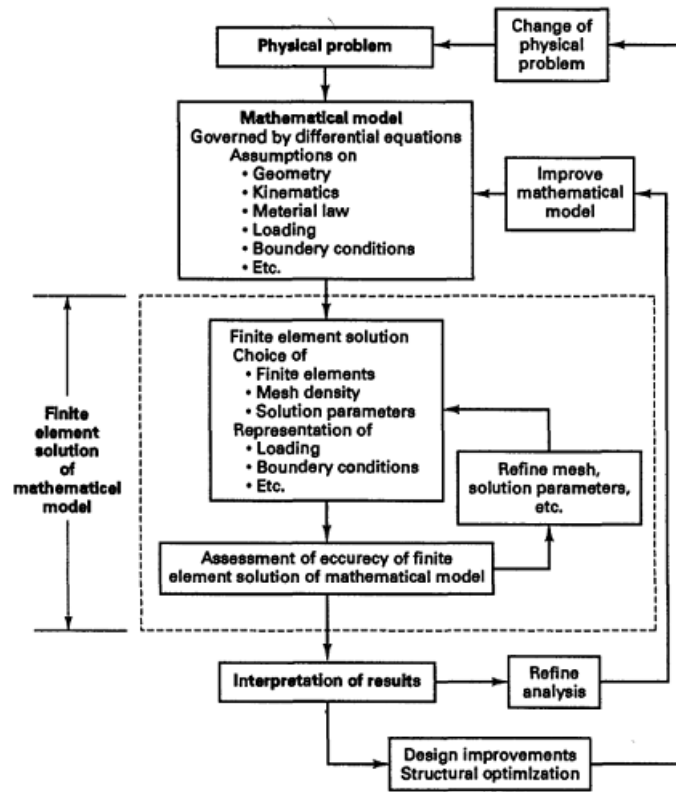 Physical problem
Change of
physical
problem
Mathematical model
Governed by differential equations
Assumptions on
• Geometry
• Kinematics
• Meterial law
• Loading
• Boundery conditions
• Etc.
Improve
mathematical
model
Finite
element
solution
of
mathematicel
model
Finite element solution
Choice of
• Finite elements
• Mesh density
• Solution parameters
Representation of
• Loading
• Boundery conditions
• Etc.
Refine mesh,
solution parameters,
etc.
Assessment of eccurecy of finite
element solution of mathematical model
Interpretation of results
Refine
analysis
Design improvements
Structural optimization